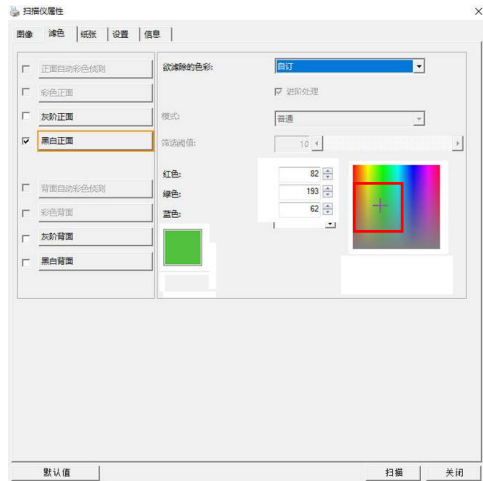 扫描仪属性
图像 滤色 纸张 设置 信息
正面自动彩色侦测
彩色正面
灰阶正面
黑白正面
背面自动彩色侦测
彩色背面
灰阶背面
黑白背面
欲滤除的色彩: 自订
进阶处理
模式: 普通
筛选阈值: 10
红色: 82
绿色: 193
蓝色: 62
默认值 扫描 关闭